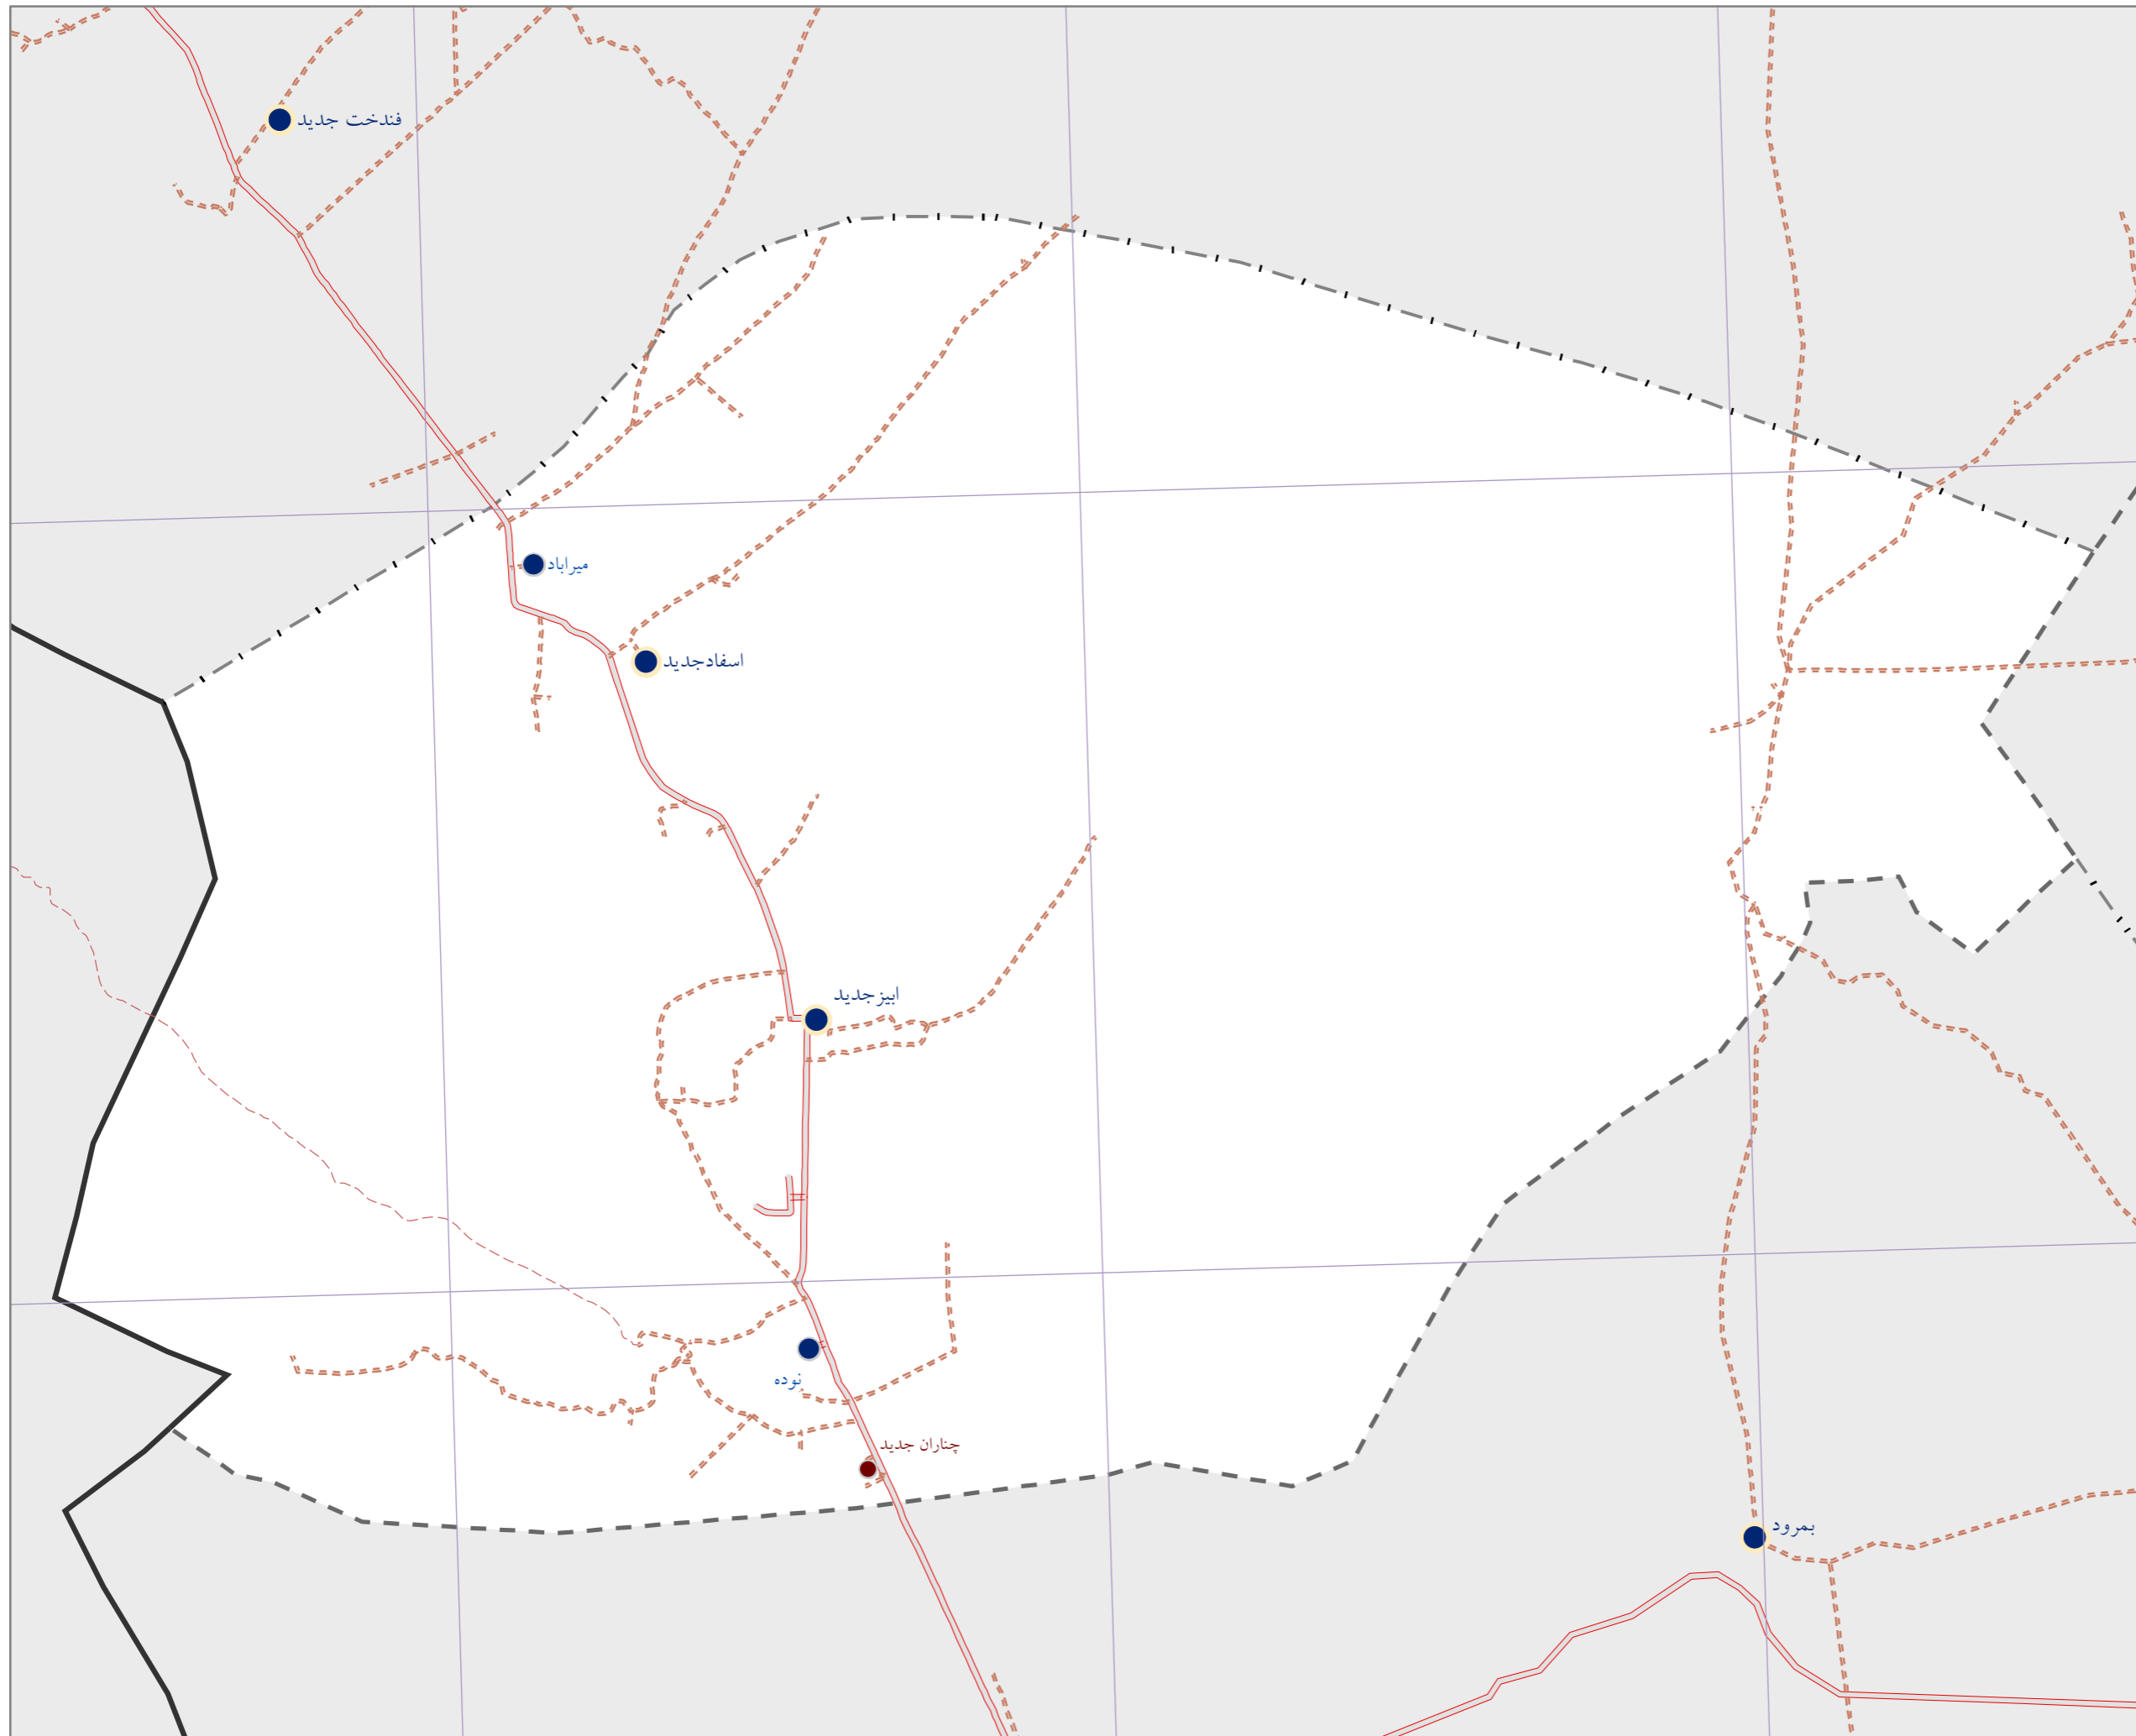 فندخت جدید
میراباد
اسفادجدید
ابیزجدید
نوده
چناران جدید
بمرود